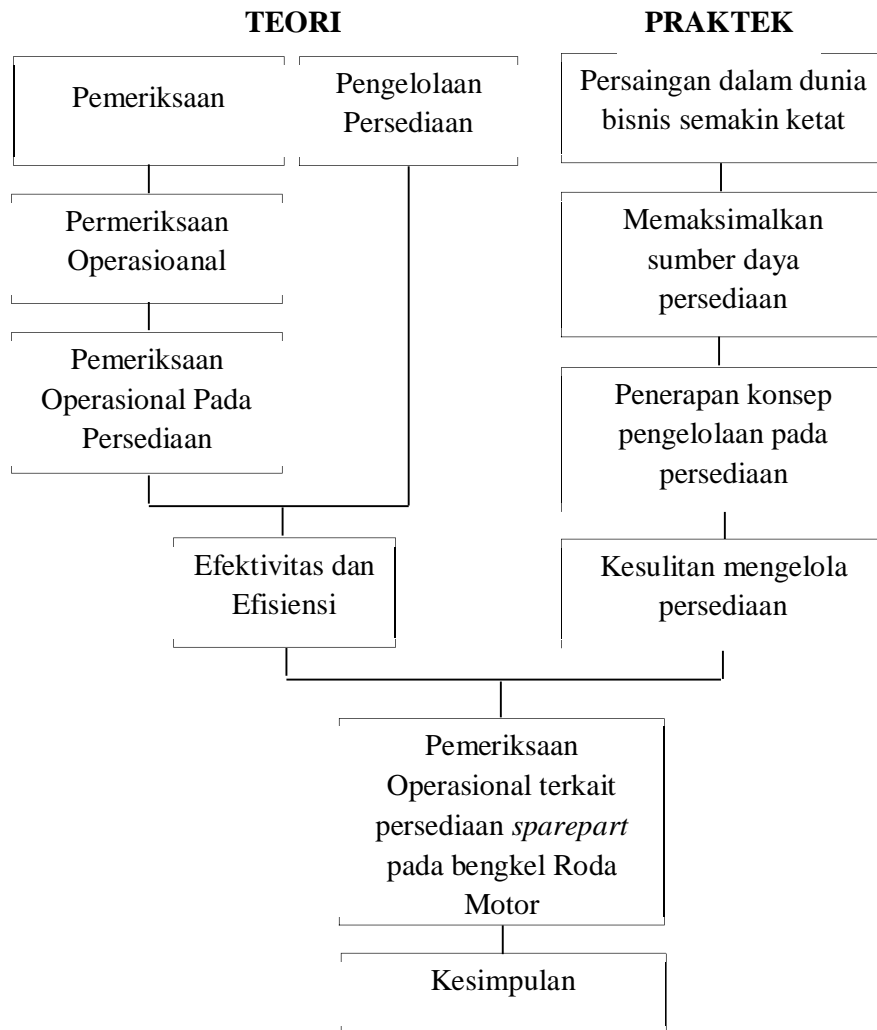 TEORI
PRAKTEK
Pemeriksaan
Pengelolaan
Persediaan
Permeriksaan
Operasioanal
Pemeriksaan
Operasional Pada
Persediaan
Efektivitas dan
Efisiensi
Persaingan dalam dunia
bisnis semakin ketat
Memaksimalkan
sumber daya
persediaan
Penerapan konsep
pengelolaan pada
persediaan
Kesulitan mengelola
persediaan
Pemeriksaan
Operasional terkait
persediaan sparepart
pada bengkel Roda
Motor
Kesimpulan